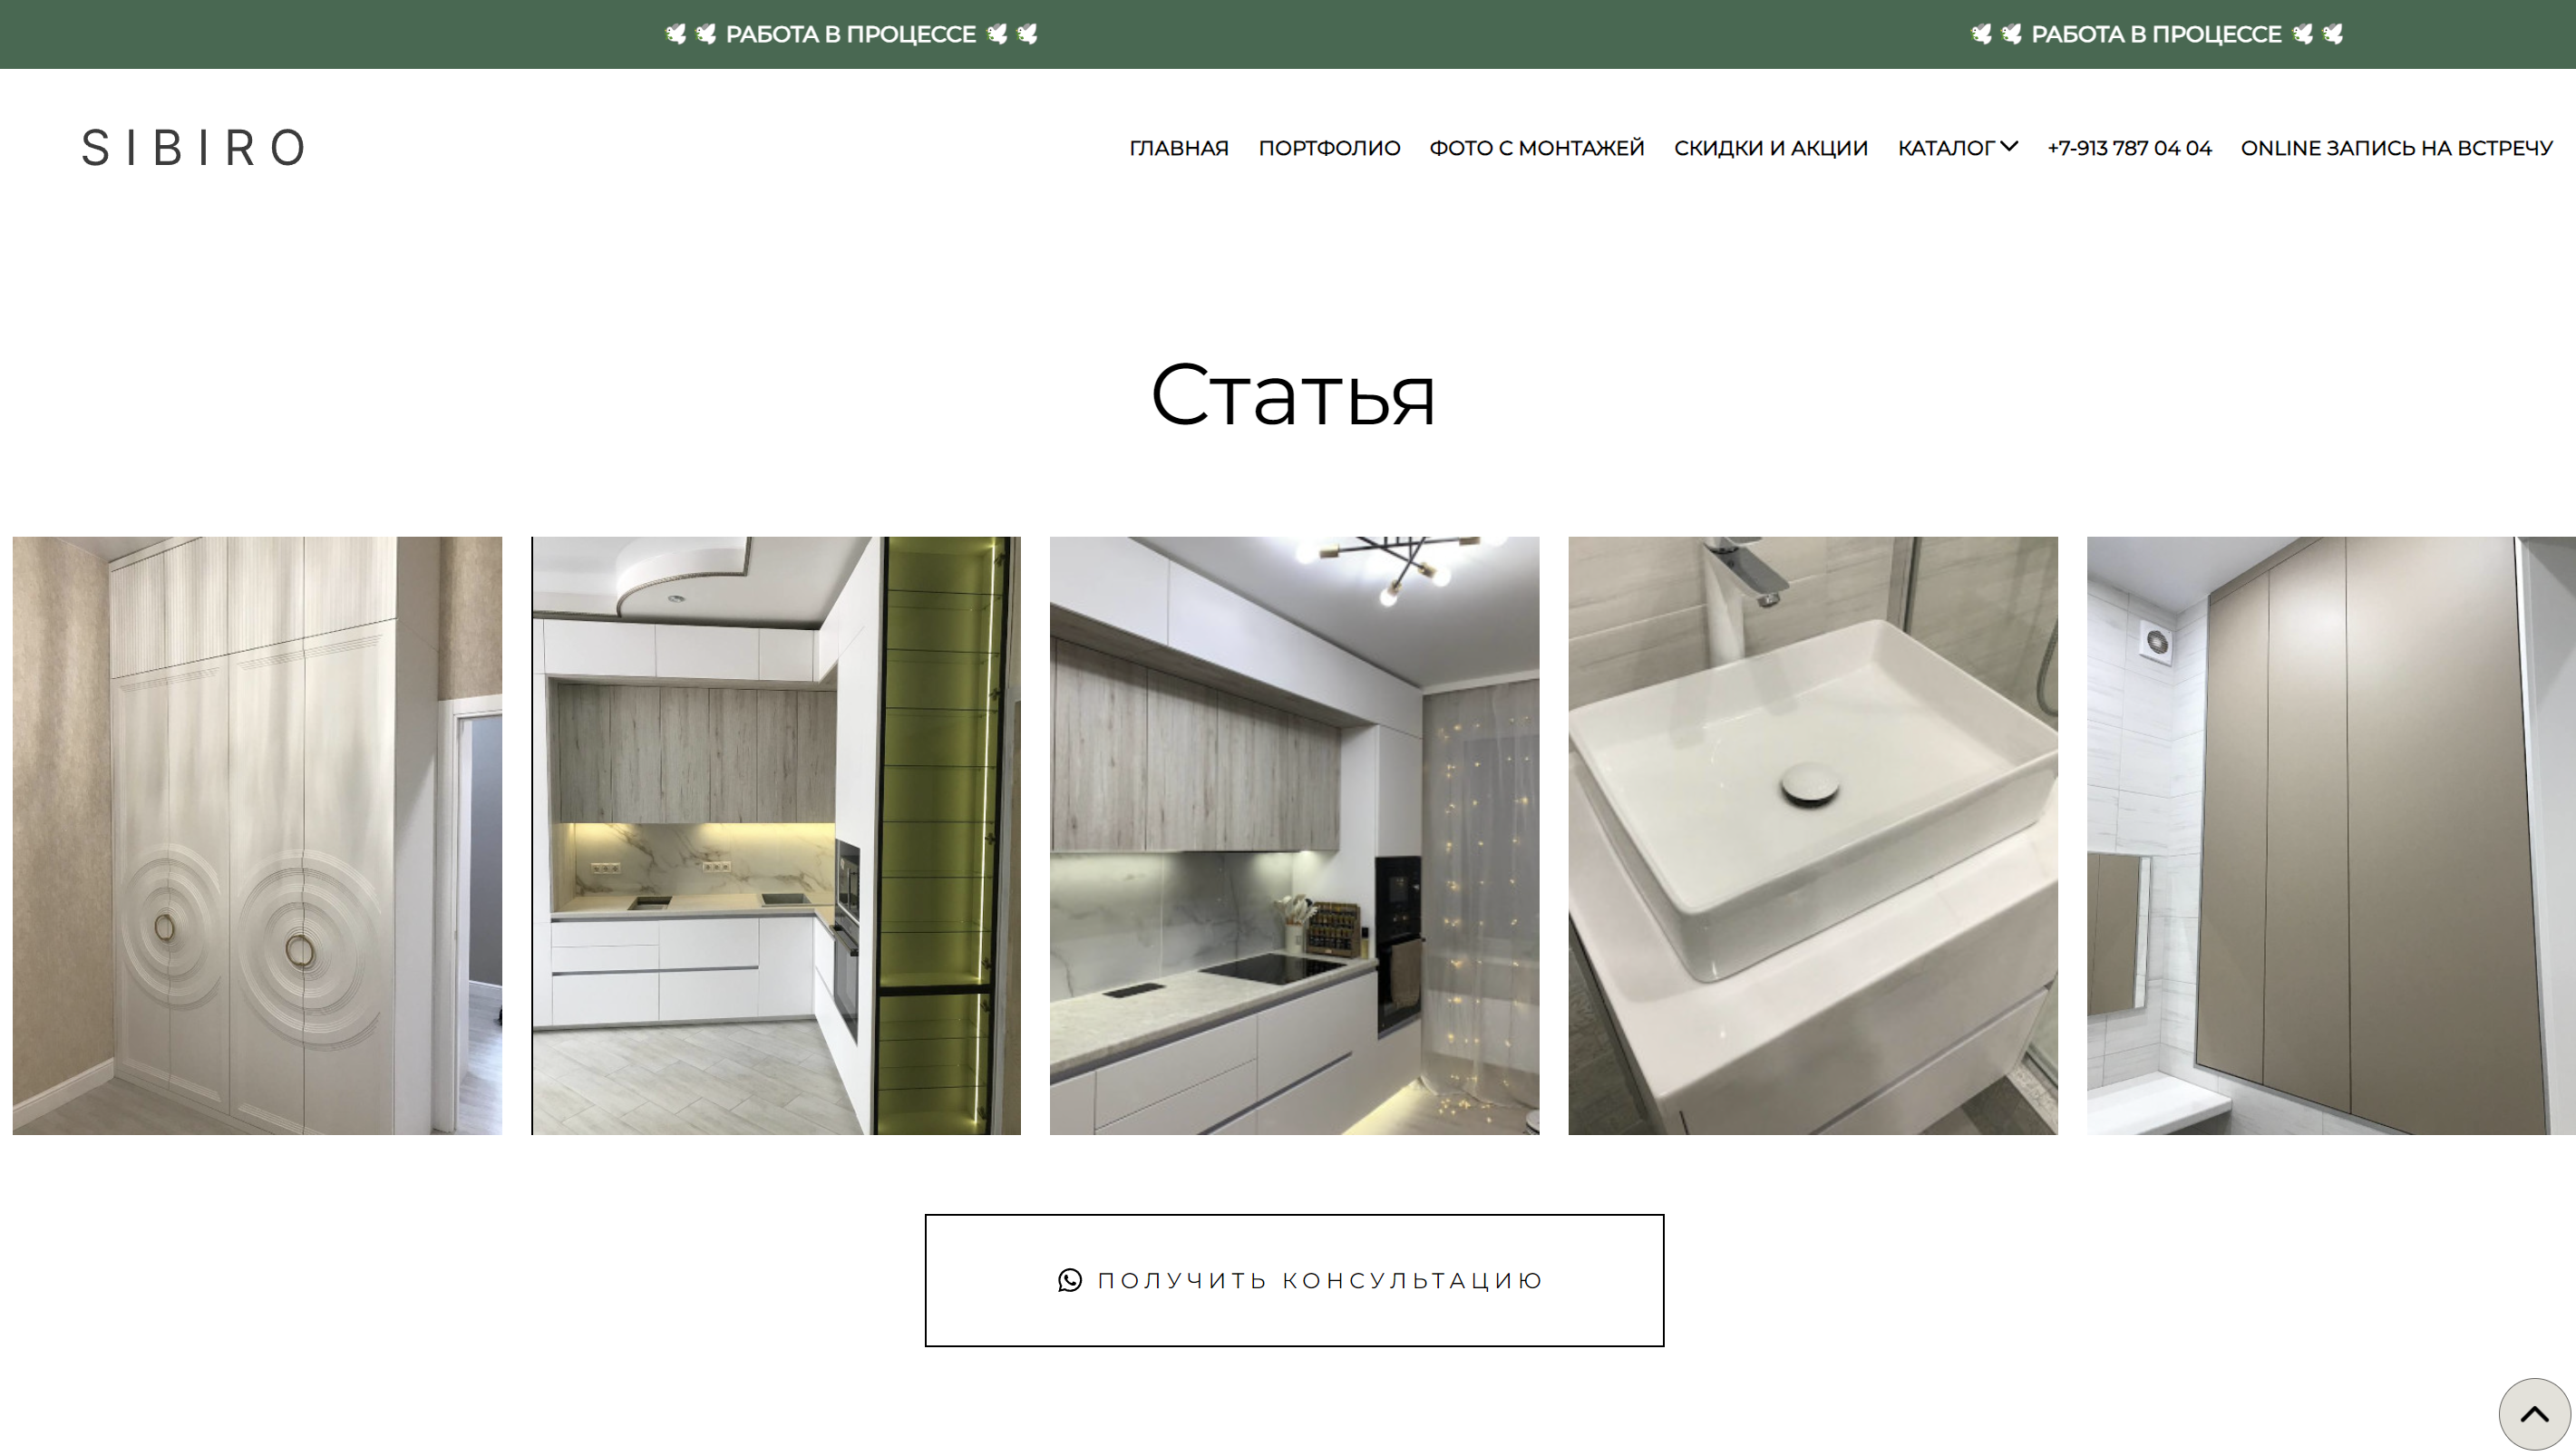 🕊🕊 РАБОТА В ПРОЦЕССЕ 🕊🕊 🕊🕊 РАБОТА В ПРОЦЕССЕ 🕊🕊
SIBIRO
ГЛАВНАЯ ПОРТФОЛИО ФОТО С МОНТАЖЕЙ СКИДКИ И АКЦИИ КАТАЛОГ +7-913 787 04 04 ONLINE ЗАПИСЬ НА ВСТРЕЧУ
Статья
ПОЛУЧИТЬ КОНСУЛЬТАЦИЮ